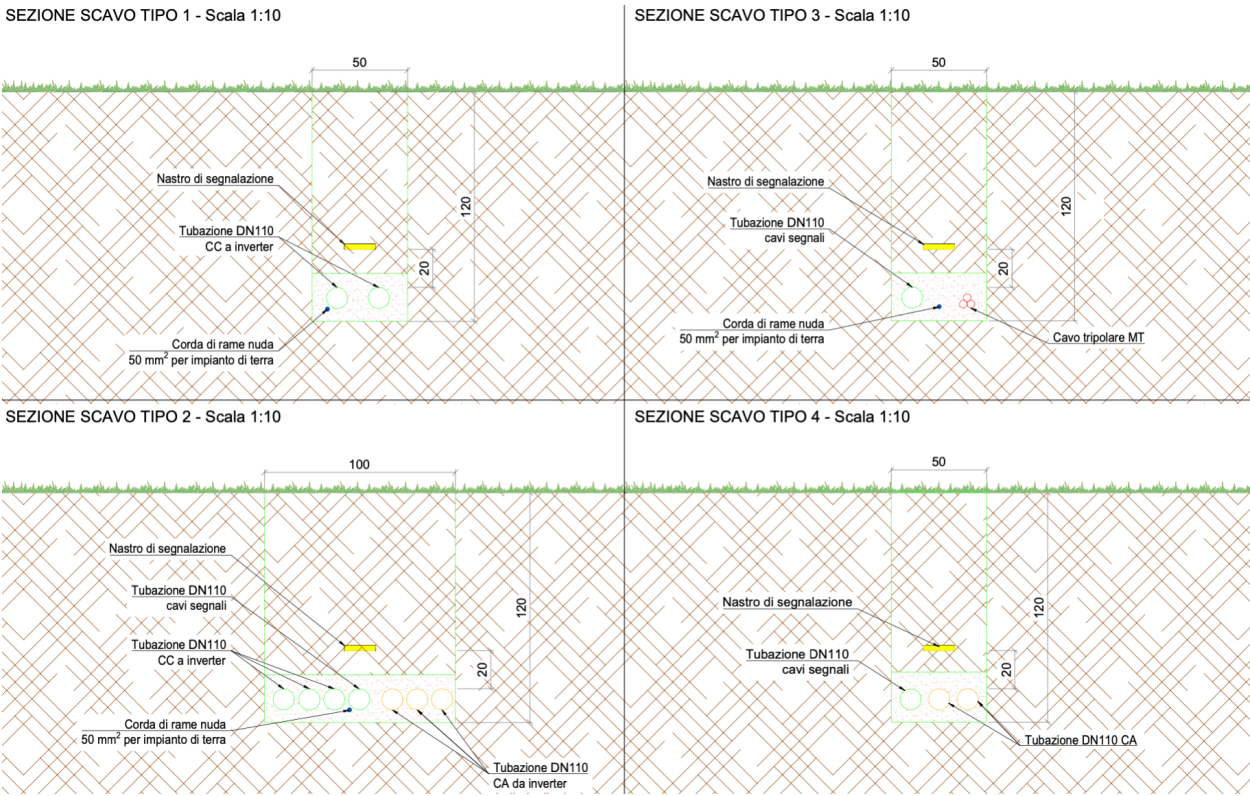 SEZIONE SCAVO TIPO 1 - Scala 1:10
50
Nastro di segnalazione
Tubazione DN110
CC a inverter
120
20
Corda di rame nuda
50 mm² per impianto di terra
SEZIONE SCAVO TIPO 3 - Scala 1:10
50
Nastro di segnalazione
Tubazione DN110
cavi segnali
120
20
Corda di rame nuda
50 mm² per impianto di terra
Cavo tripolare MT
SEZIONE SCAVO TIPO 2 - Scala 1:10
100
Nastro di segnalazione
Tubazione DN110
cavi segnali
120
Tubazione DN110
CC a inverter
20
Corda di rame nuda
50 mm² per impianto di terra
Tubazione DN110
CA da inverter
SEZIONE SCAVO TIPO 4 - Scala 1:10
50
Nastro di segnalazione
120
Tubazione DN110
cavi segnali
20
Tubazione DN110 CA